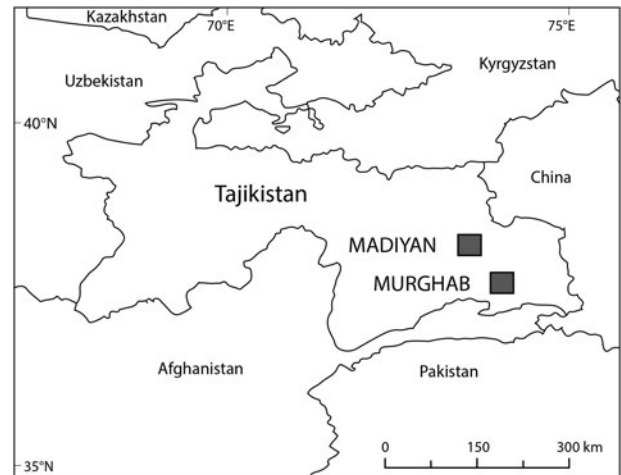 Kazakhstan
70°E
75°E
Uzbekistan
Kyrgyzstan
40°N
China
Tajikistan
MADIYAN
MURGHAB
Afghanistan
Pakistan
0 150 300 km
35°N